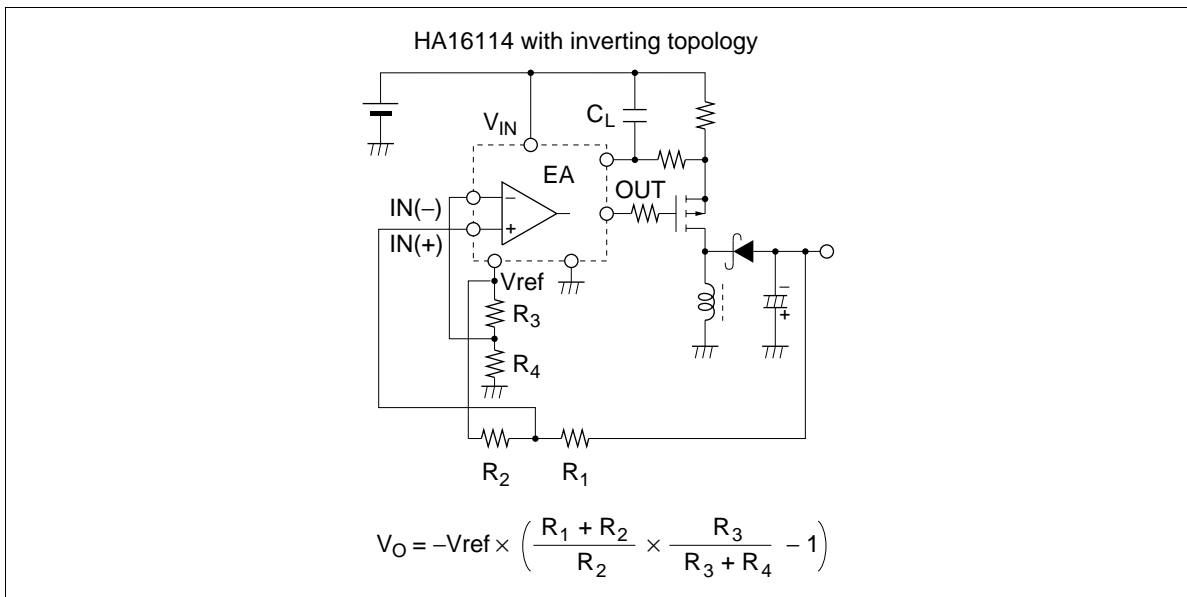 HA16114 with inverting topology
V_IN
C_L
EA
OUT
IN(−)
−
IN(+)
+
Vref
R_3
R_4
−
+
R_2
R_1
V_O = −Vref × ( (R_1 + R_2) / R_2 × R_3 / (R_3 + R_4) − 1 )